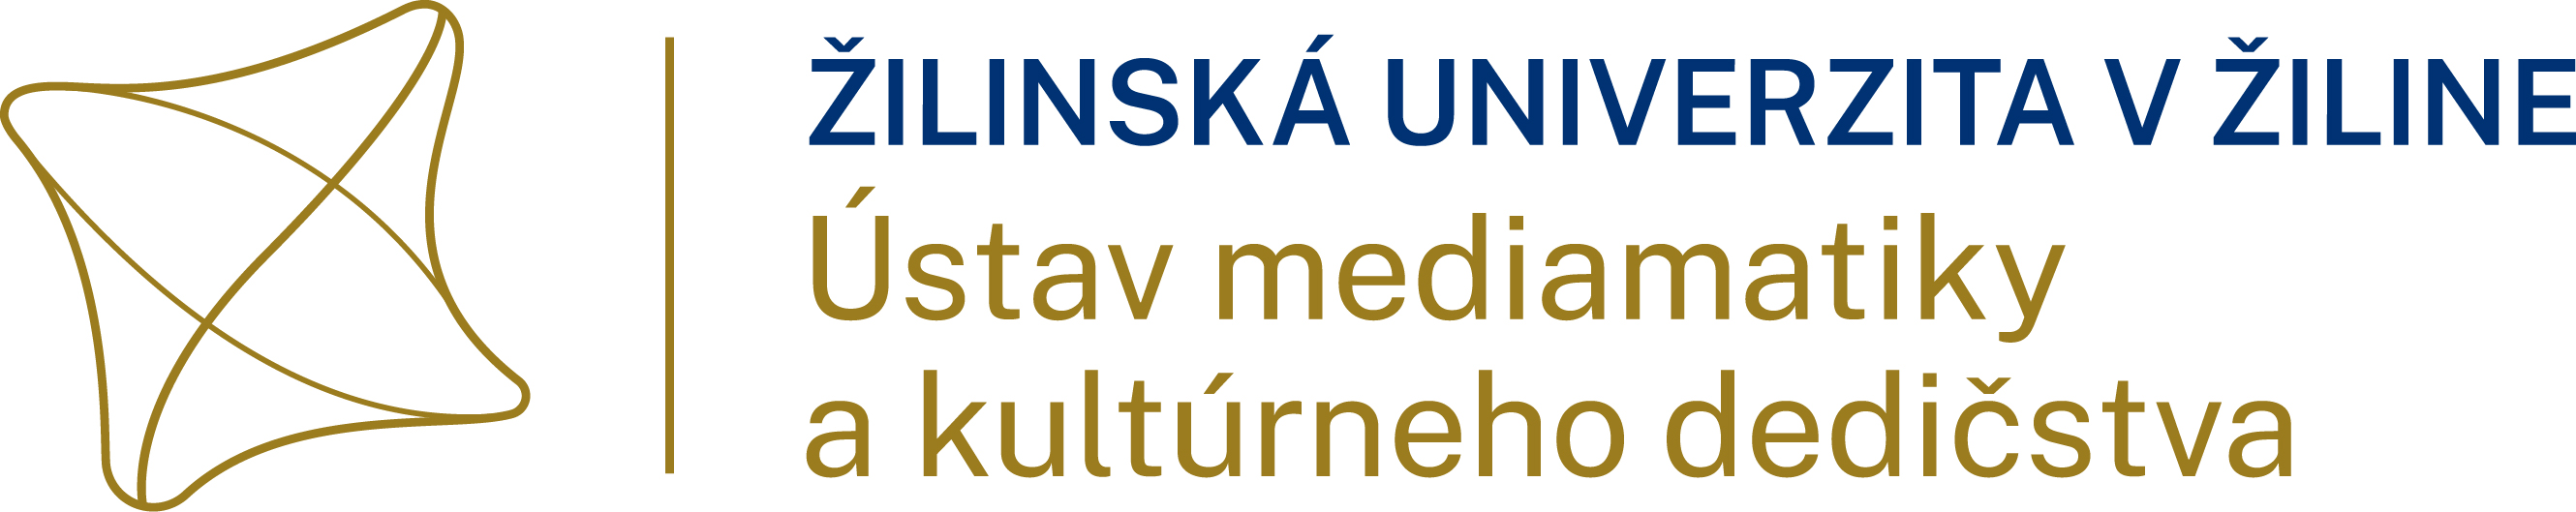 ŽILINSKÁ UNIVERZITA V ŽILINE
Ústav mediamatiky
a kultúrneho dedičstva